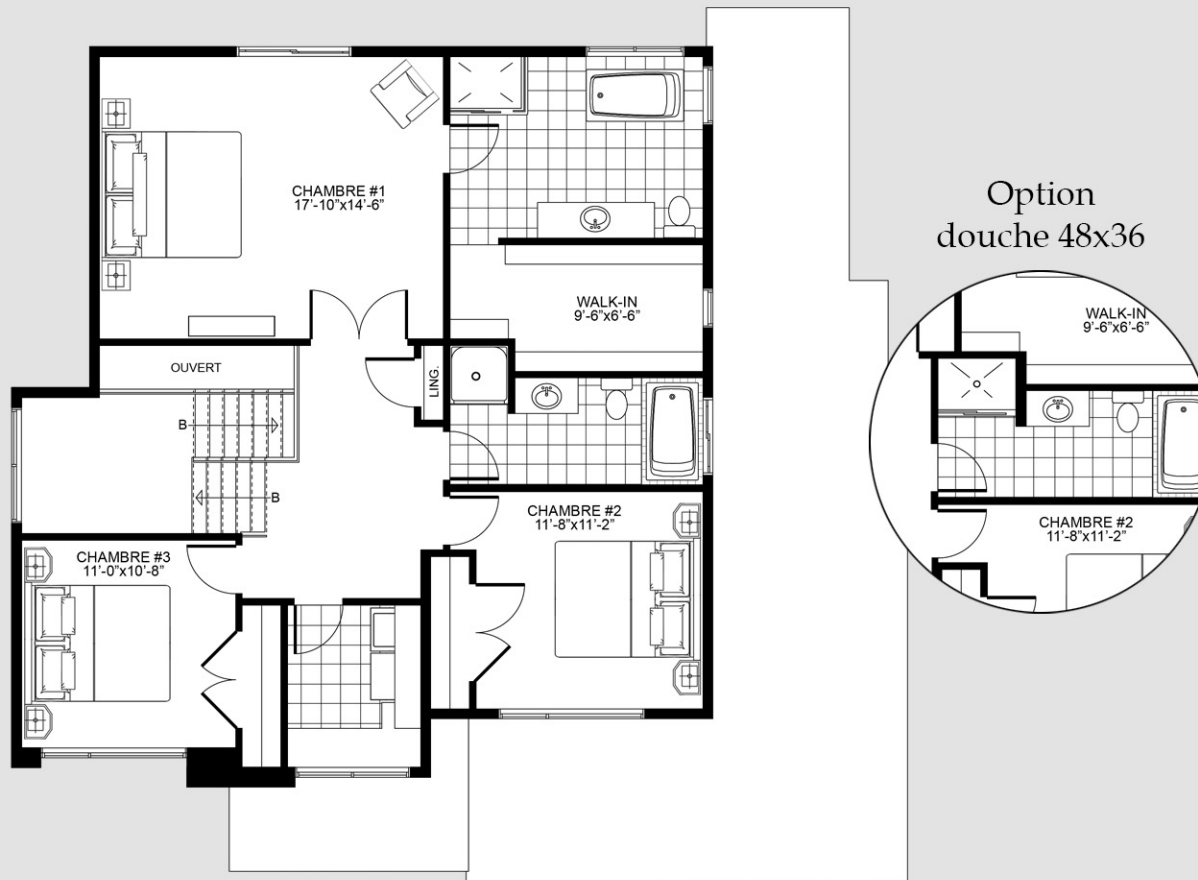 CHAMBRE #1
17'-10"x14'-6"
Option
douche 48x36
WALK-IN
9'-6"x6'-6"
OUVERT
LING.
B
B
CHAMBRE #2
11'-8"x11'-2"
CHAMBRE #3
11'-0"x10'-8"
WALK-IN
9'-6"x6'-6"
CHAMBRE #2
11'-8"x11'-2"